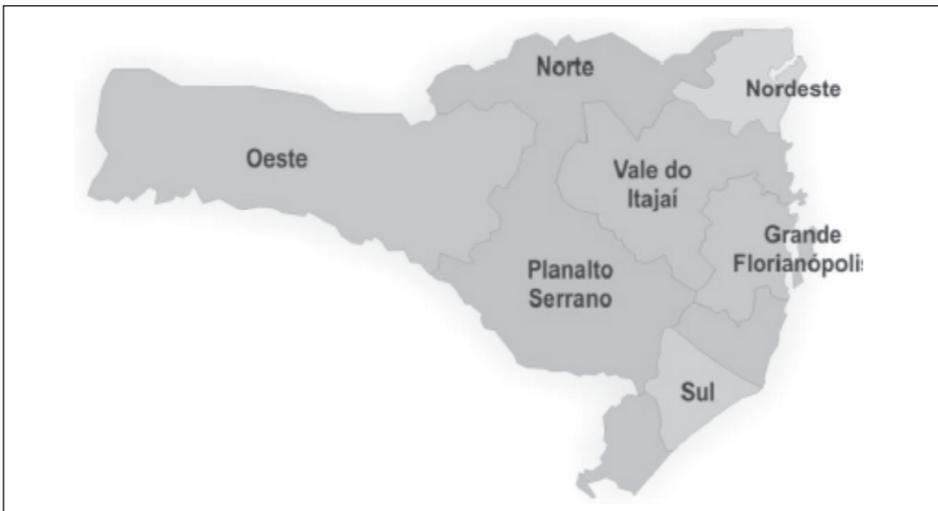 Norte
Nordeste
Oeste
Vale do
Itajaí
Grande
Florianópolis
Planalto
Serrano
Sul